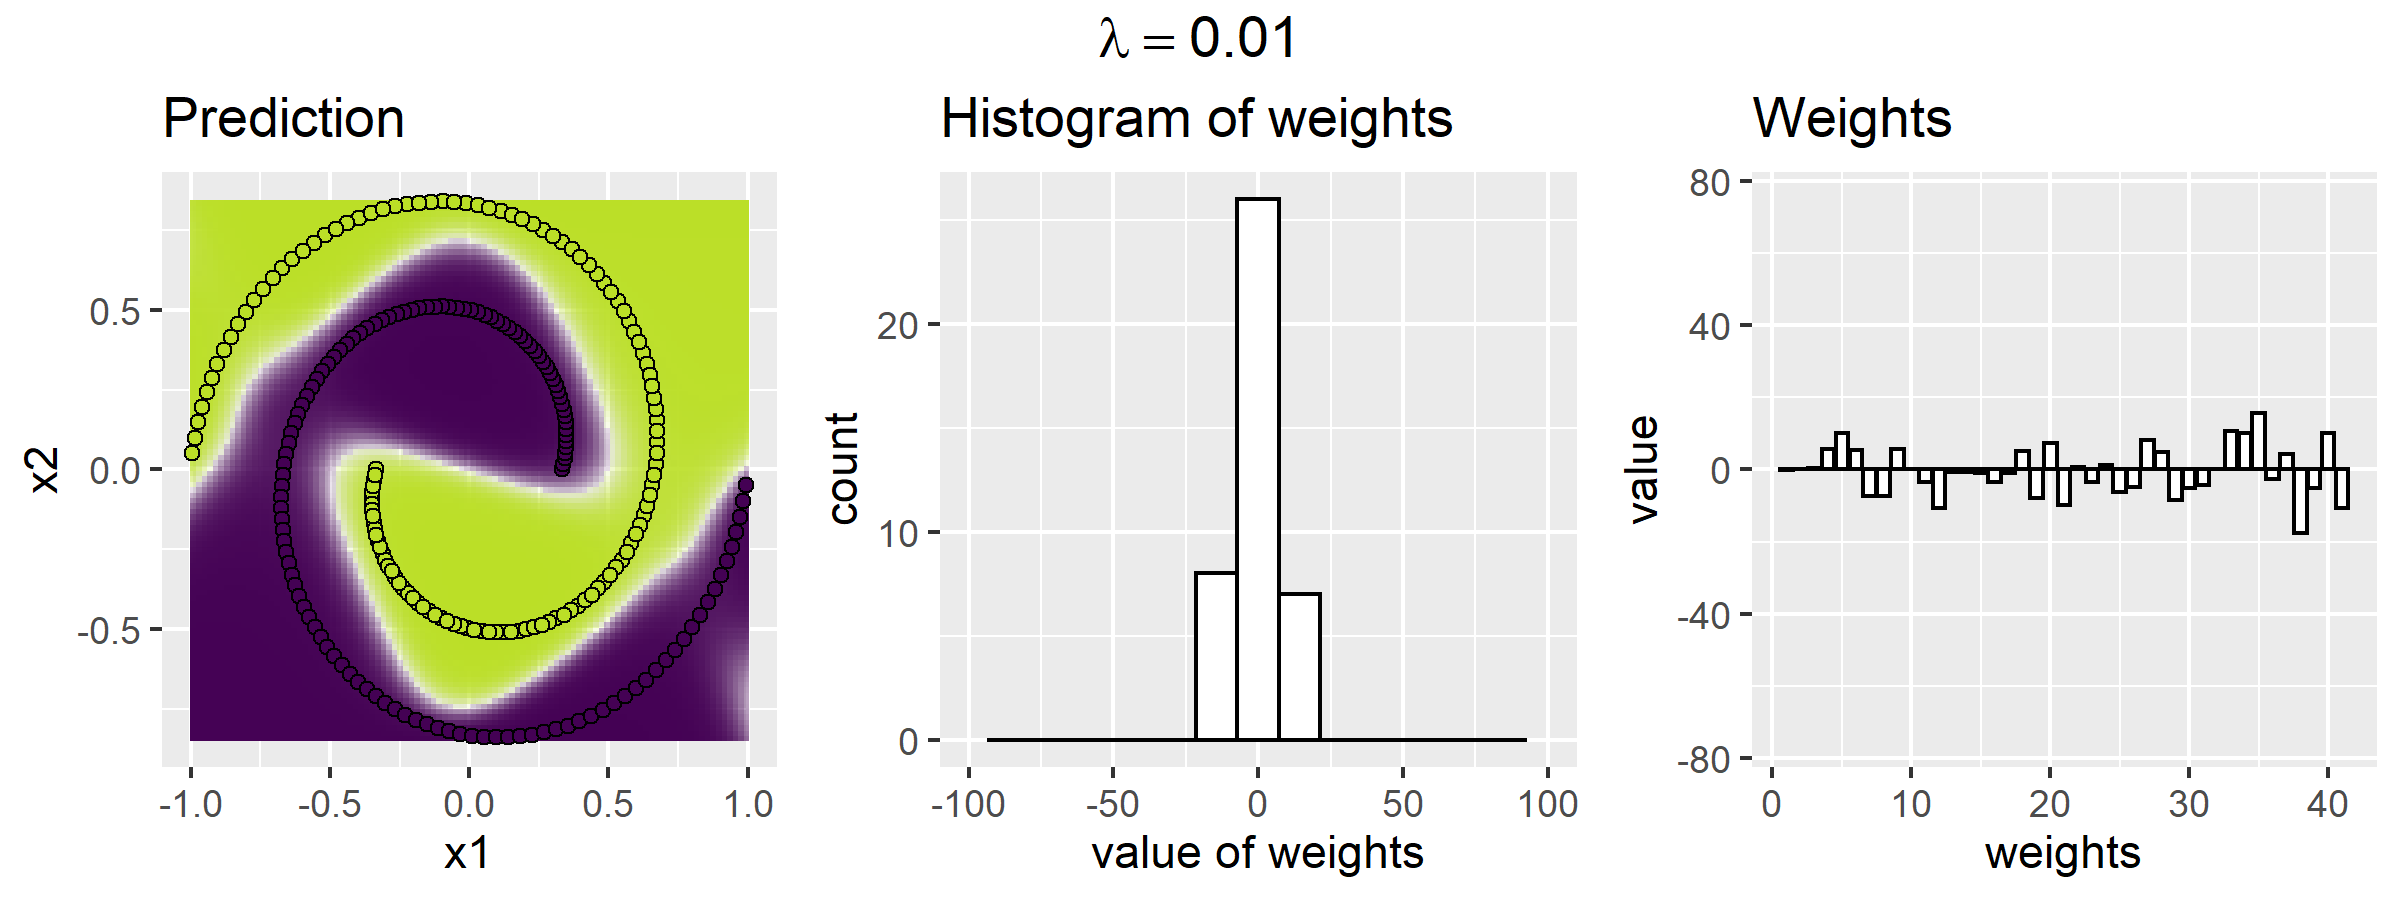 λ = 0.01
Prediction
Histogram of weights
Weights
x2
0.5
0.0
-0.5
-1.0 -0.5 0.0 0.5 1.0
x1
count
20
10
0
-100 -50 0 50 100
value of weights
value
80
40
0
-40
-80
0 10 20 30 40
weights